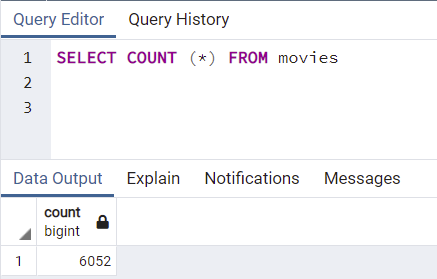 Query Editor Query History
1 SELECT COUNT (*) FROM movies
2
3
Data Output Explain Notifications Messages
count
bigint
1 6052